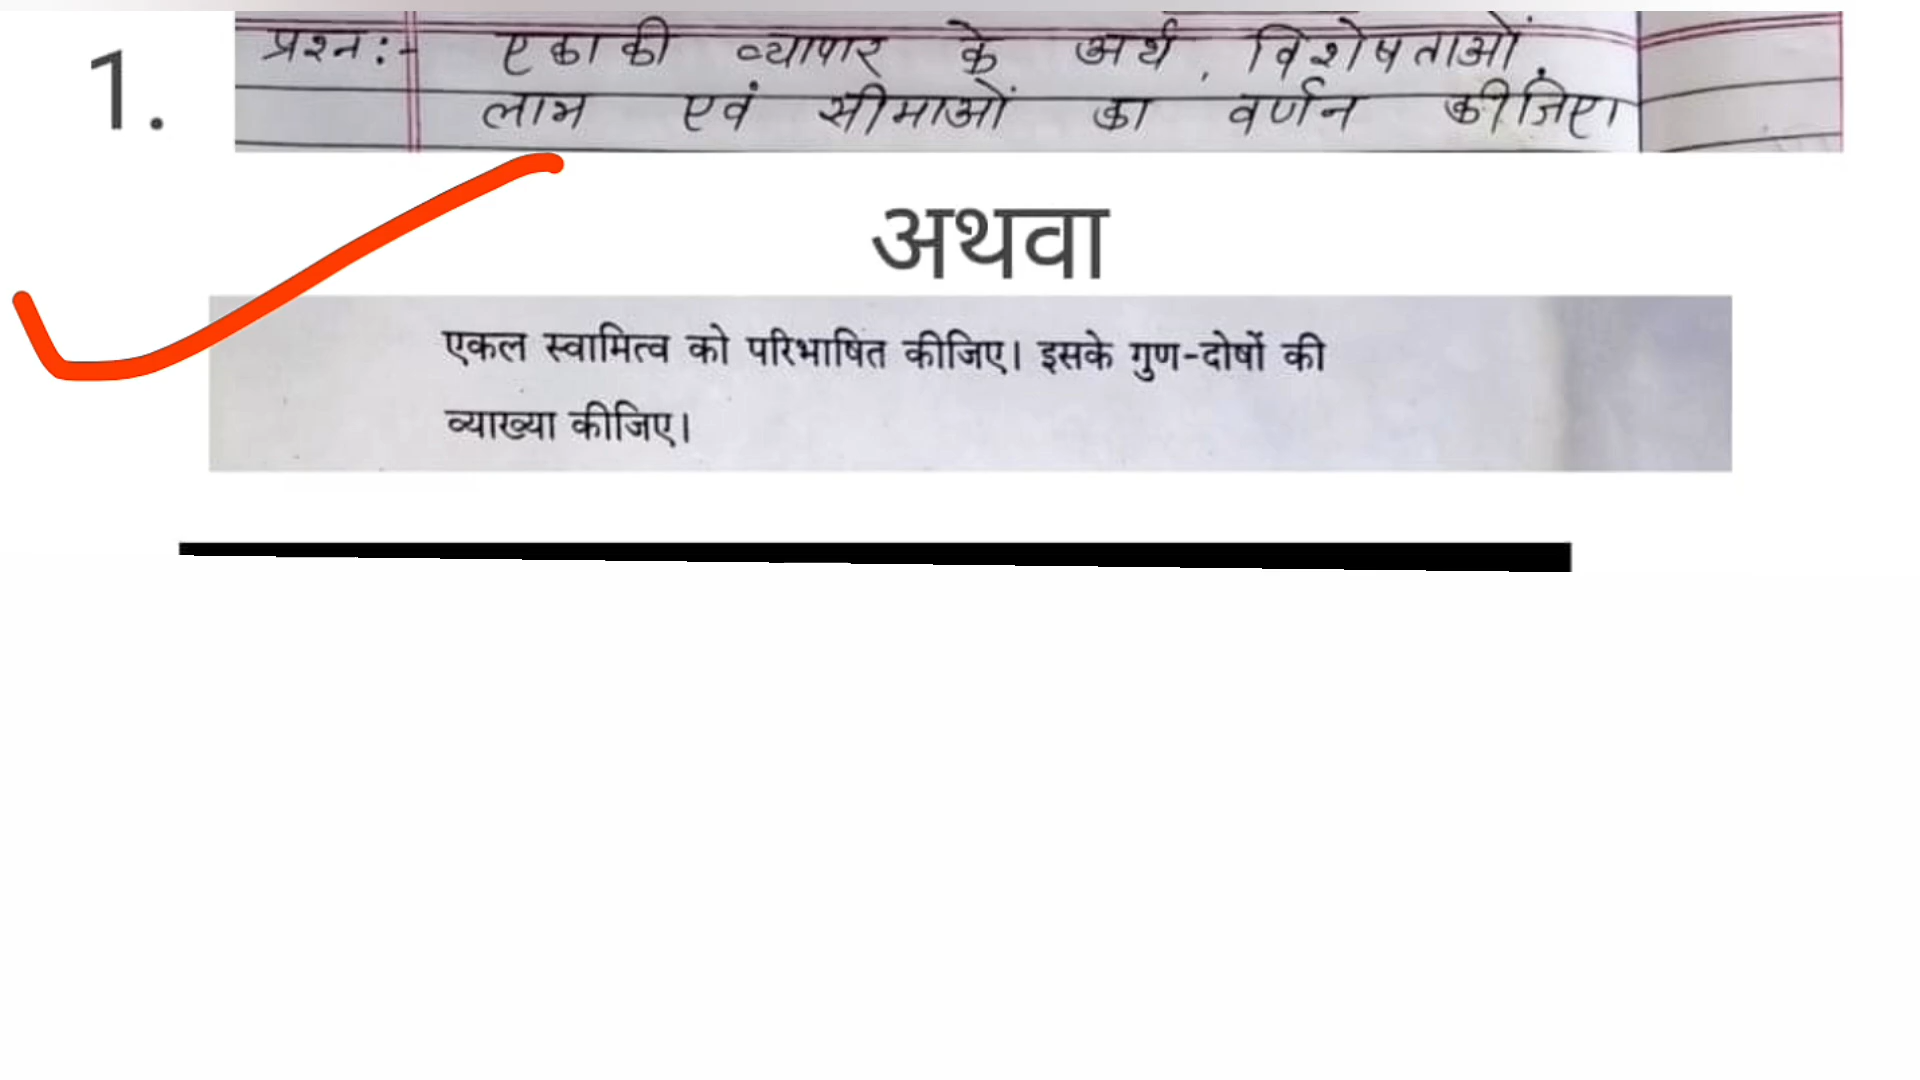 1.
प्रश्न:- एकाकी व्यापार के अर्थ, विशेषताओं,
लाभ एवं सीमाओं का वर्णन कीजिए।
अथवा
एकल स्वामित्व को परिभाषित कीजिए। इसके गुण-दोषों की
व्याख्या कीजिए।